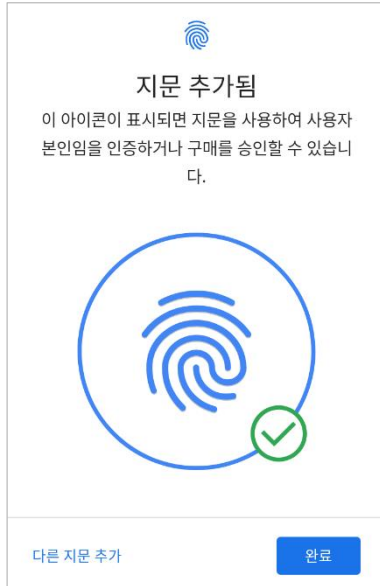 지문 추가됨
이 아이콘이 표시되면 지문을 사용하여 사용자
본인임을 인증하거나 구매를 승인할 수 있습니
다.
다른 지문 추가
완료